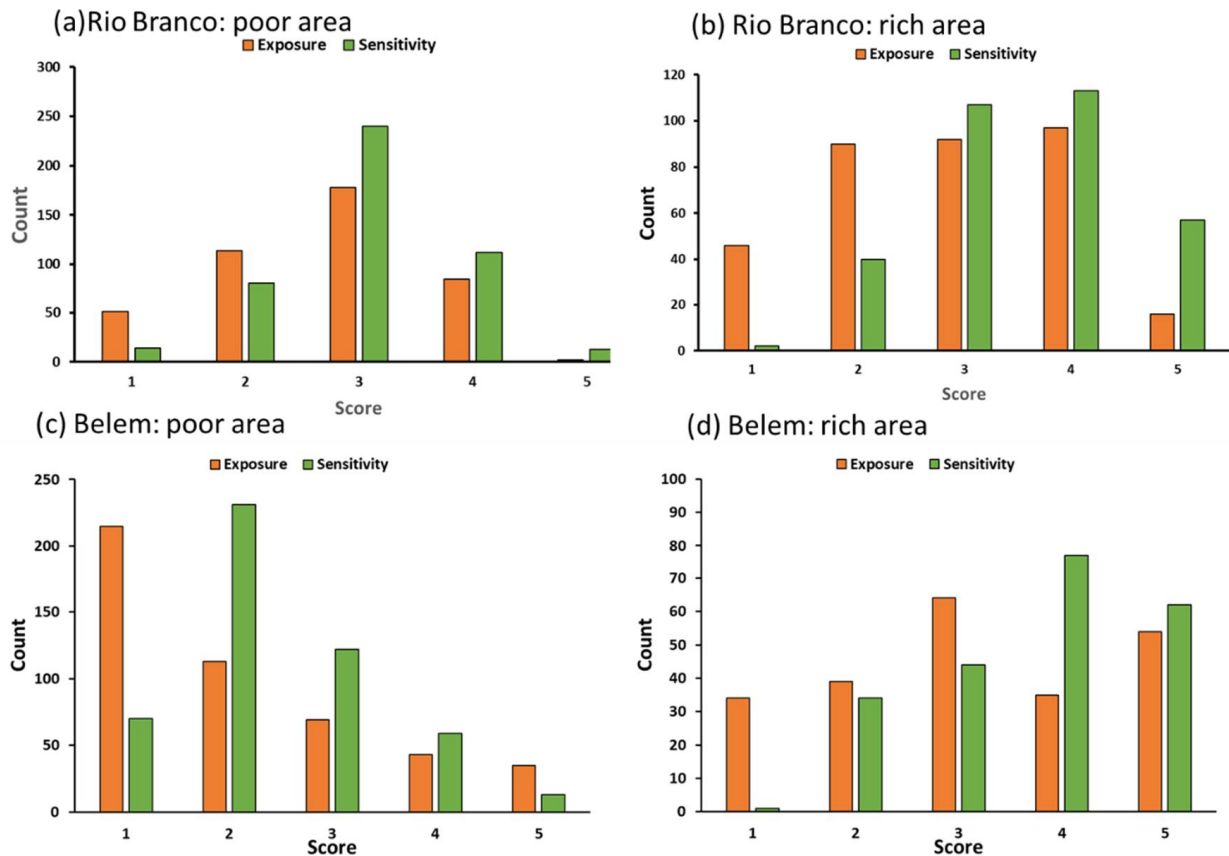 (a)Rio Branco: poor area
Exposure Sensitivity
300
250
200
150
100
50
0
Count
1 2 3 4 5
Score
(b) Rio Branco: rich area
Exposure Sensitivity
120
100
80
60
40
20
0
Count
1 2 3 4 5
Score
(c) Belem: poor area
Exposure Sensitivity
250
200
150
100
50
0
Count
1 2 3 4 5
Score
(d) Belem: rich area
Exposure Sensitivity
100
90
80
70
60
50
40
30
20
10
0
Count
1 2 3 4 5
Score